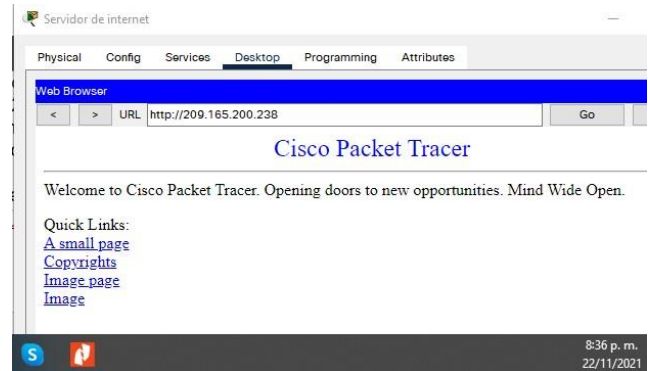 Servidor de internet
Physical Config Services Desktop Programming Attributes
Web Browser
< > URL http://209.165.200.238 Go
Cisco Packet Tracer
Welcome to Cisco Packet Tracer. Opening doors to new opportunities. Mind Wide Open.
Quick Links:
A small page
Copyrights
Image page
Image
8:36 p. m.
22/11/2021